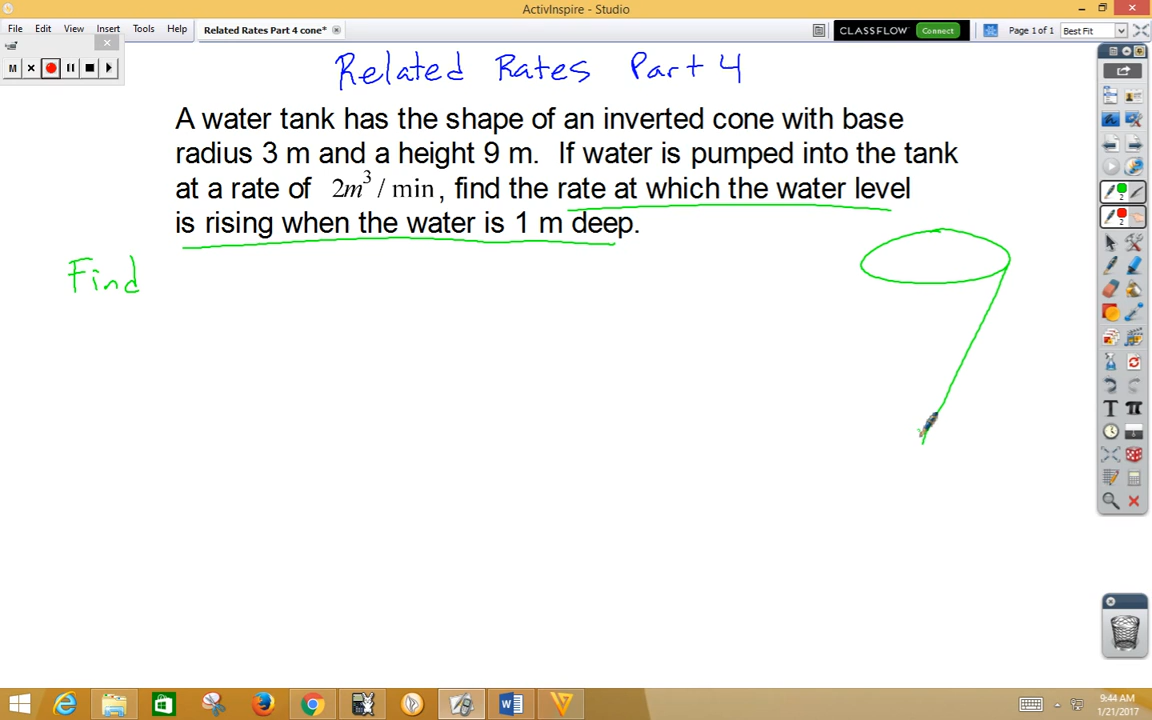 ActivInspire - Studio
File Edit View Insert Tools Help
Related Rates Part 4 cone*
CLASSFLOW Connect
Page 1 of 1 Best Fit
M
Related Rates Part 4
A water tank has the shape of an inverted cone with base
radius 3 m and a height 9 m. If water is pumped into the tank
at a rate of 2m³ / min, find the rate at which the water level
is rising when the water is 1 m deep.
Find
2
2
T π
9:44 AM
1/21/2017